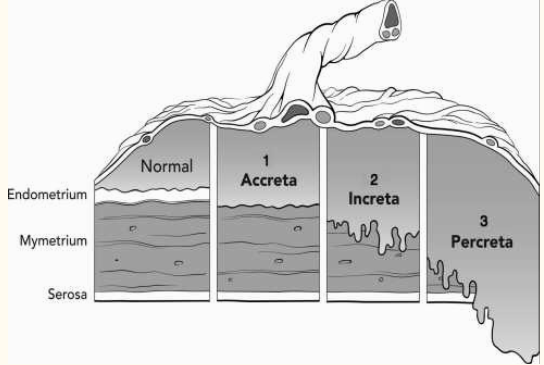 Normal
1
Accreta
2
Increta
3
Percreta
Endometrium
Mymetrium
Serosa